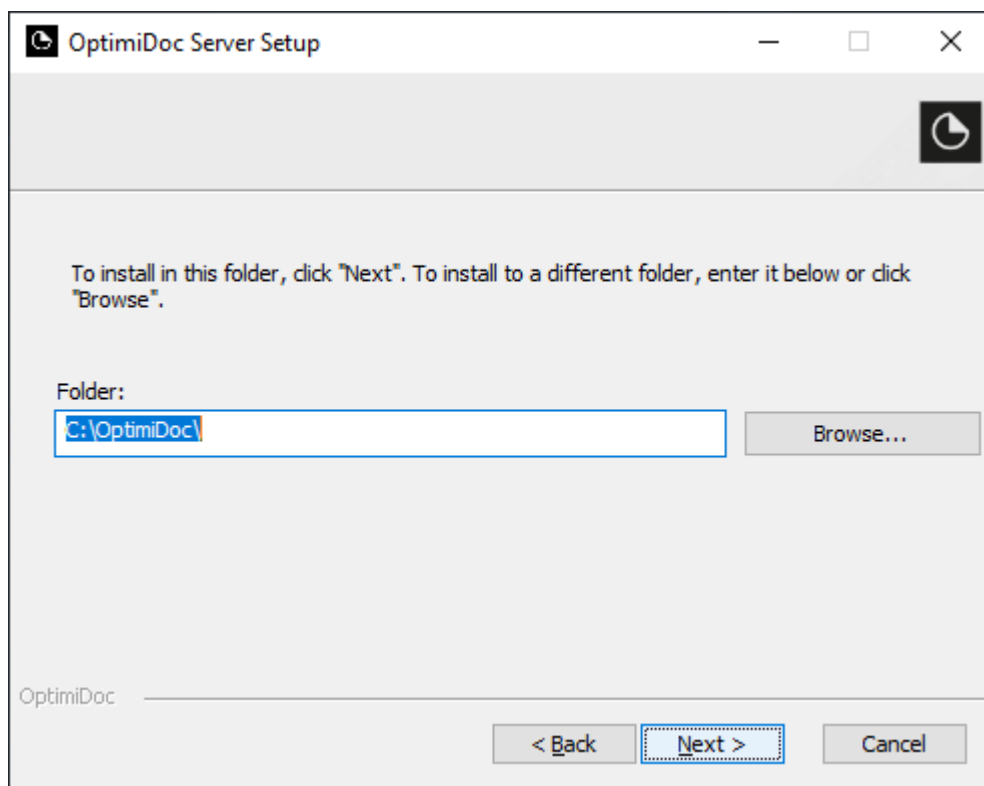 OptimiDoc Server Setup
To install in this folder, click "Next". To install to a different folder, enter it below or click
"Browse".
Folder:
C:\OptimiDoc\
Browse...
OptimiDoc
< Back
Next >
Cancel